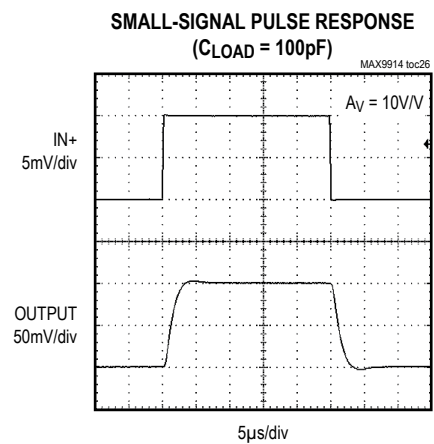 SMALL-SIGNAL PULSE RESPONSE
(CLOAD = 100pF)
MAX9914 toc26
AV = 10V/V
IN+
5mV/div
OUTPUT
50mV/div
5µs/div